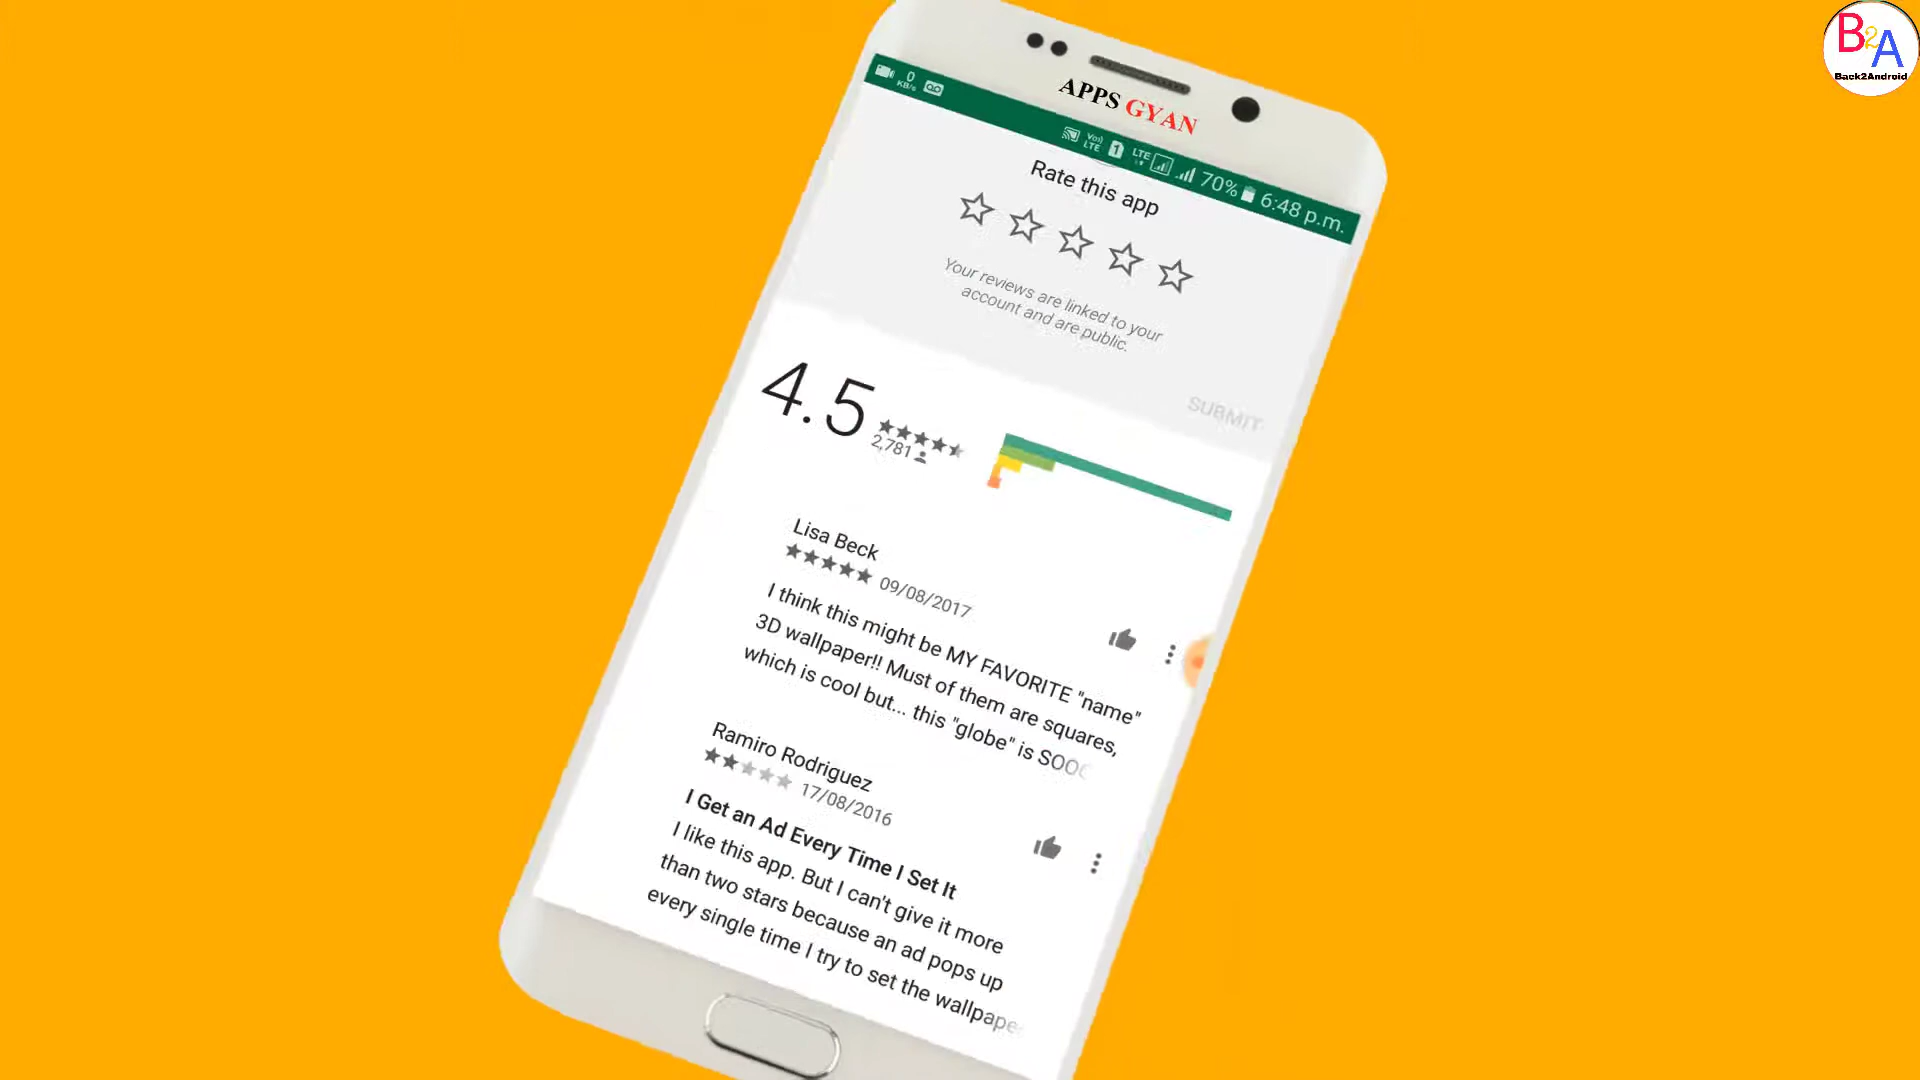 B2A
Back2Android
APPS GYAN
0
KB/s
Vo))
LTE
1
LTE
70%
6:48 p.m.
Rate this app
Your reviews are linked to your
account and are public.
SUBMIT
4.5
2,781
Lisa Beck
09/08/2017
I think this might be MY FAVORITE "name"
3D wallpaper!! Must of them are squares,
which is cool but... this "globe" is SOOO
Ramiro Rodriguez
17/08/2016
I Get an Ad Every Time I Set It
I like this app. But I can't give it more
than two stars because an ad pops up
every single time I try to set the wallpape